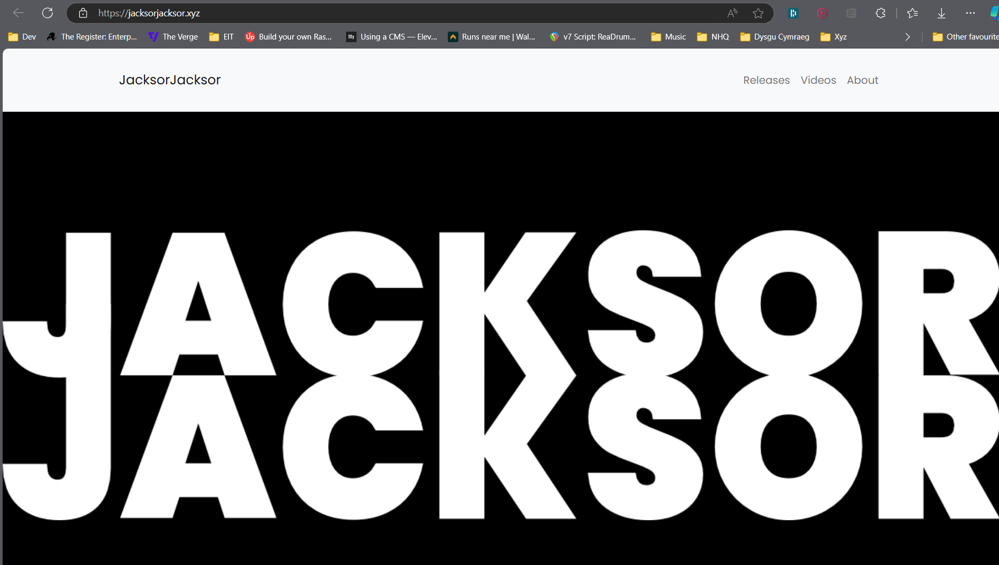 https://jacksorjacksor.xyz
Dev The Register: Enterp... The Verge EIT Build your own Ras... Using a CMS — Elev... Runs near me | Wal... v7 Script: ReaDrum... Music NHQ Dysgu Cymraeg Xyz Other favourite
JacksorJacksor Releases Videos About
JACKSOR
JACKSOR